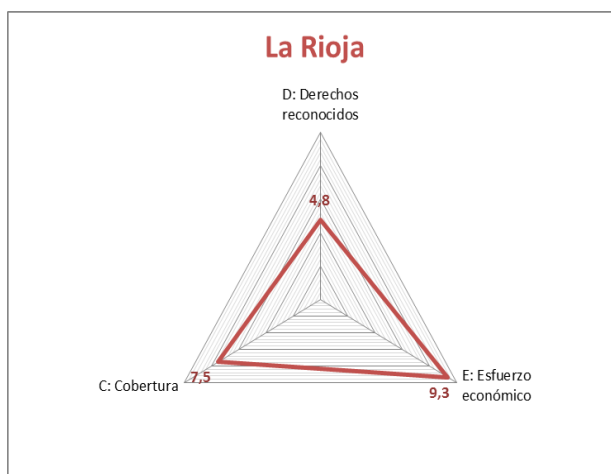 La Rioja
D: Derechos
reconocidos
4,8
7,5
C: Cobertura
9,3
E: Esfuerzo
económico